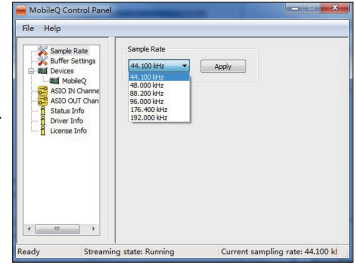 MobileQ Control Panel
File Help
Sample Rate
Buffer Settings
Devices
MobileQ
ASIO IN Channe
ASIO OUT Chan
Status Info
Driver Info
License Info
Sample Rate
44.100 kHz
Apply
44.100 kHz
48.000 kHz
88.200 kHz
96.000 kHz
176.400 kHz
192.000 kHz
Ready Streaming state: Running Current sampling rate: 44.100 kl